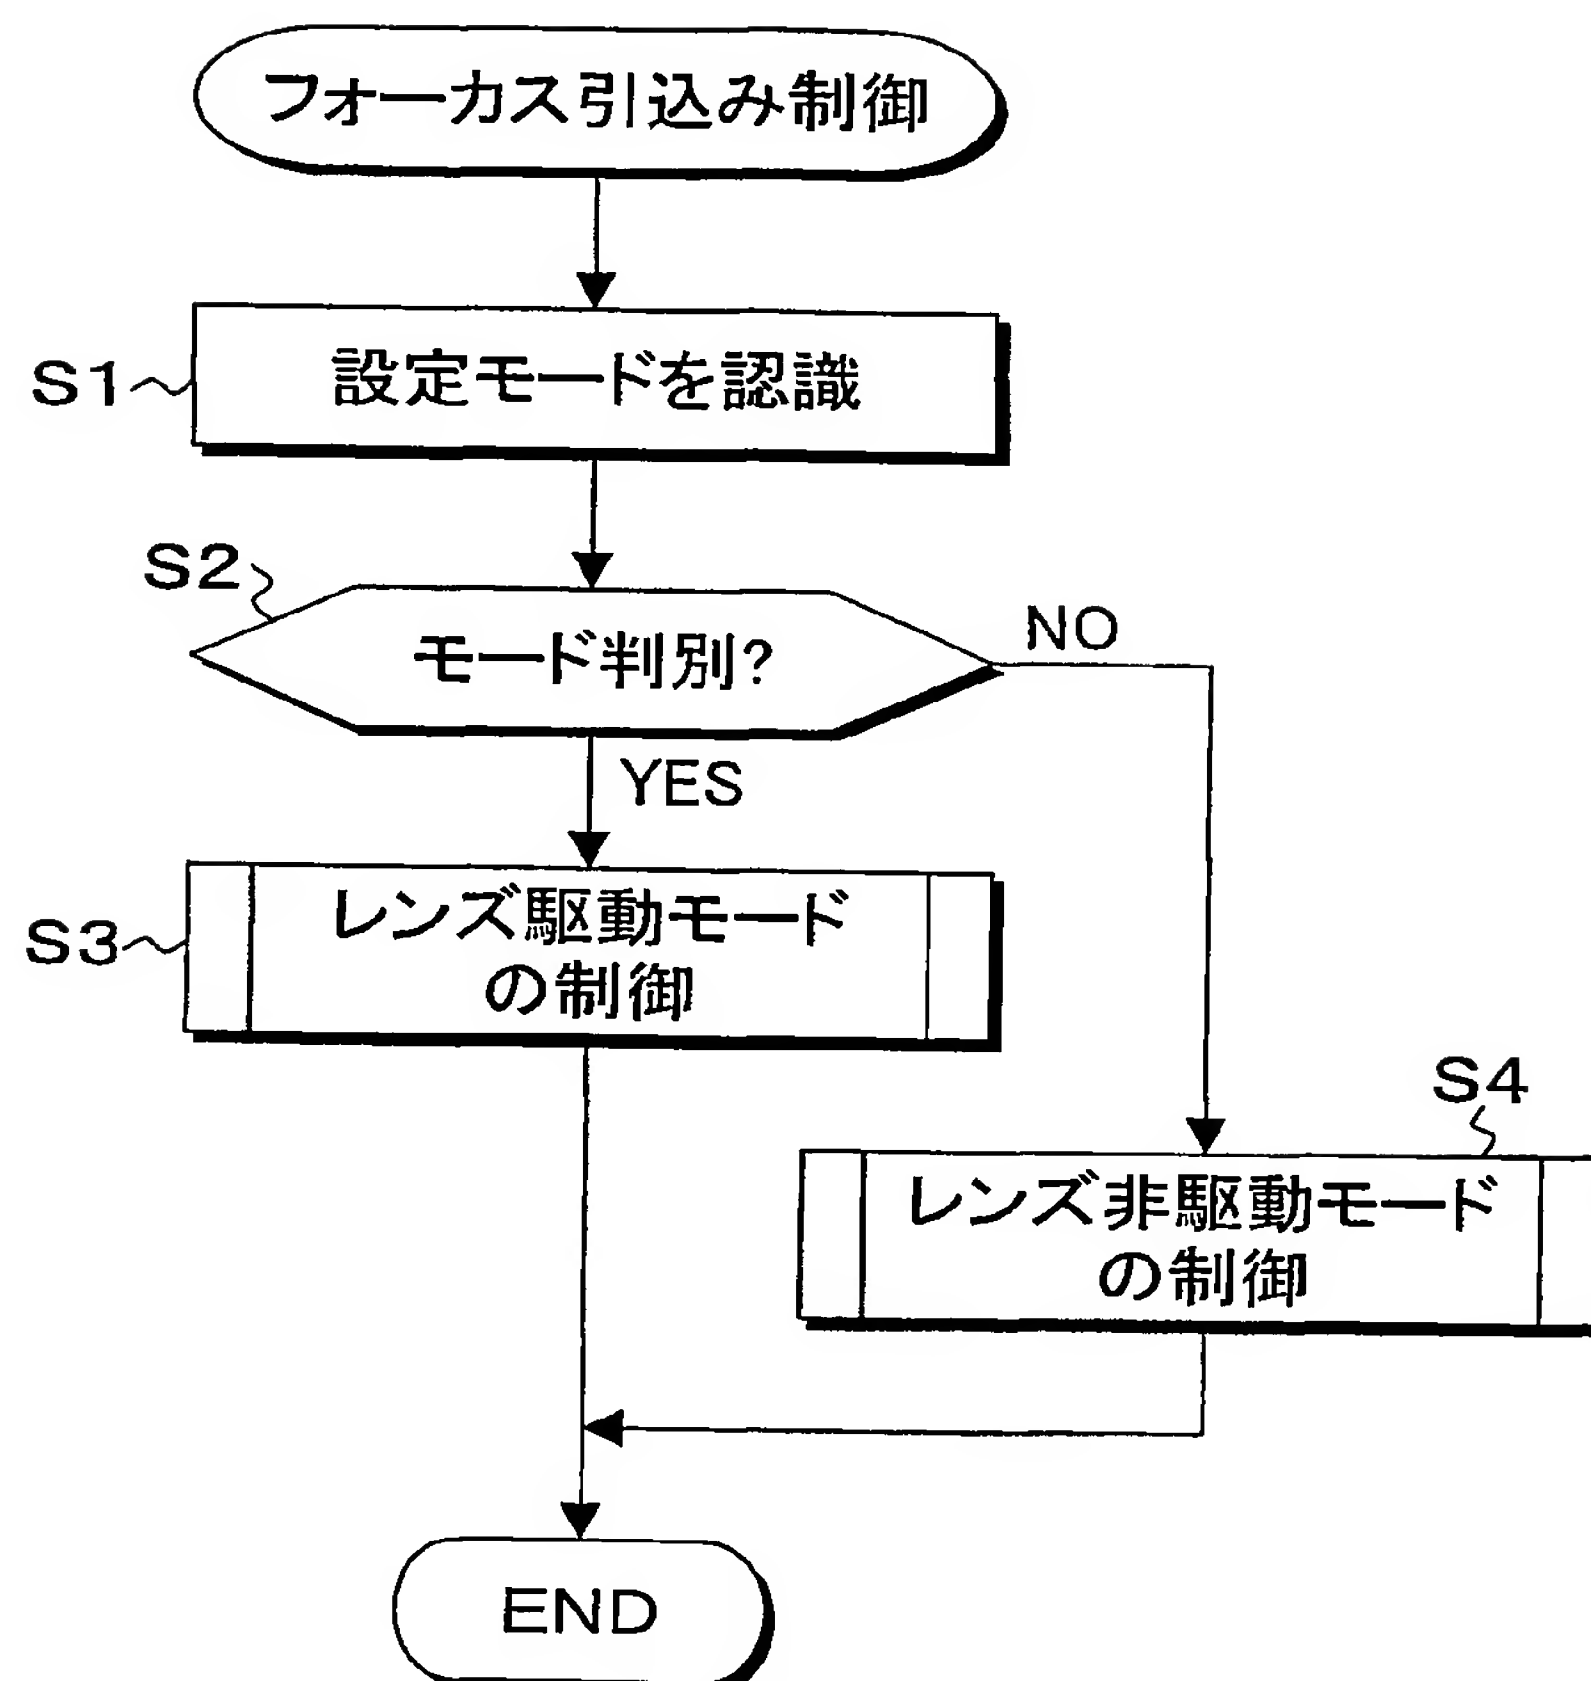 フォーカス引込み制御
S1
設定モードを認識
S2
モード判別?
NO
YES
S3
レンズ駆動モード
の制御
S4
レンズ非駆動モード
の制御
END